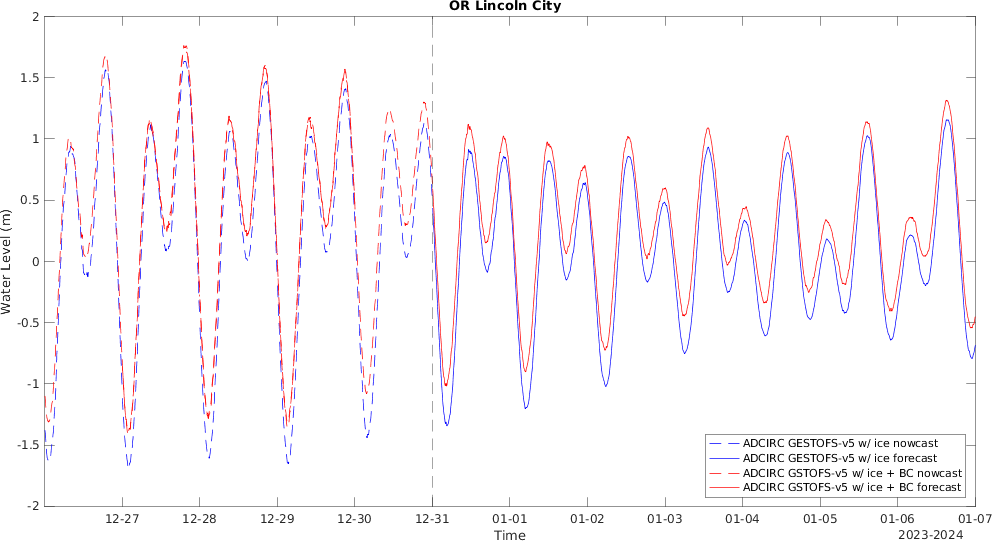 OR Lincoln City
2
1.5
1
0.5
0
-0.5
-1
-1.5
-2
Water Level (m)
12-27 12-28 12-29 12-30 12-31 01-01 01-02 01-03 01-04 01-05 01-06 01-07
Time
2023-2024
ADCIRC GESTOFS-v5 w/ ice nowcast
ADCIRC GESTOFS-v5 w/ ice forecast
ADCIRC GSTOFS-v5 w/ ice + BC nowcast
ADCIRC GSTOFS-v5 w/ ice + BC forecast